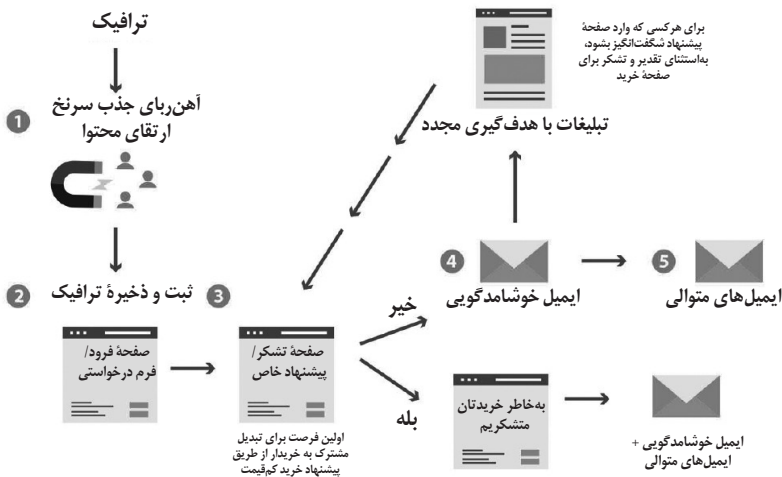 ترافیک
1
آهن‌ربای جذب سرنخ
ارتقای محتوا
2
ثبت و ذخیرهٔ ترافیک
صفحهٔ فرود/
فرم درخواستی
3
صفحهٔ تشکر/
پیشنهاد خاص
اولین فرصت برای تبدیل
مشترک به خریدار از طریق
پیشنهاد خرید کم‌قیمت
برای هرکسی که وارد صفحهٔ
پیشنهاد شگفت‌انگیز بشود،
به‌استثنای تقدیر و تشکر برای
صفحهٔ خرید
تبلیغات با هدف‌گیری مجدد
خیر
4
ایمیل خوشامدگویی
5
ایمیل‌های متوالی
بله
به‌خاطر خریدتان
متشکریم
ایمیل خوشامدگویی +
ایمیل‌های متوالی